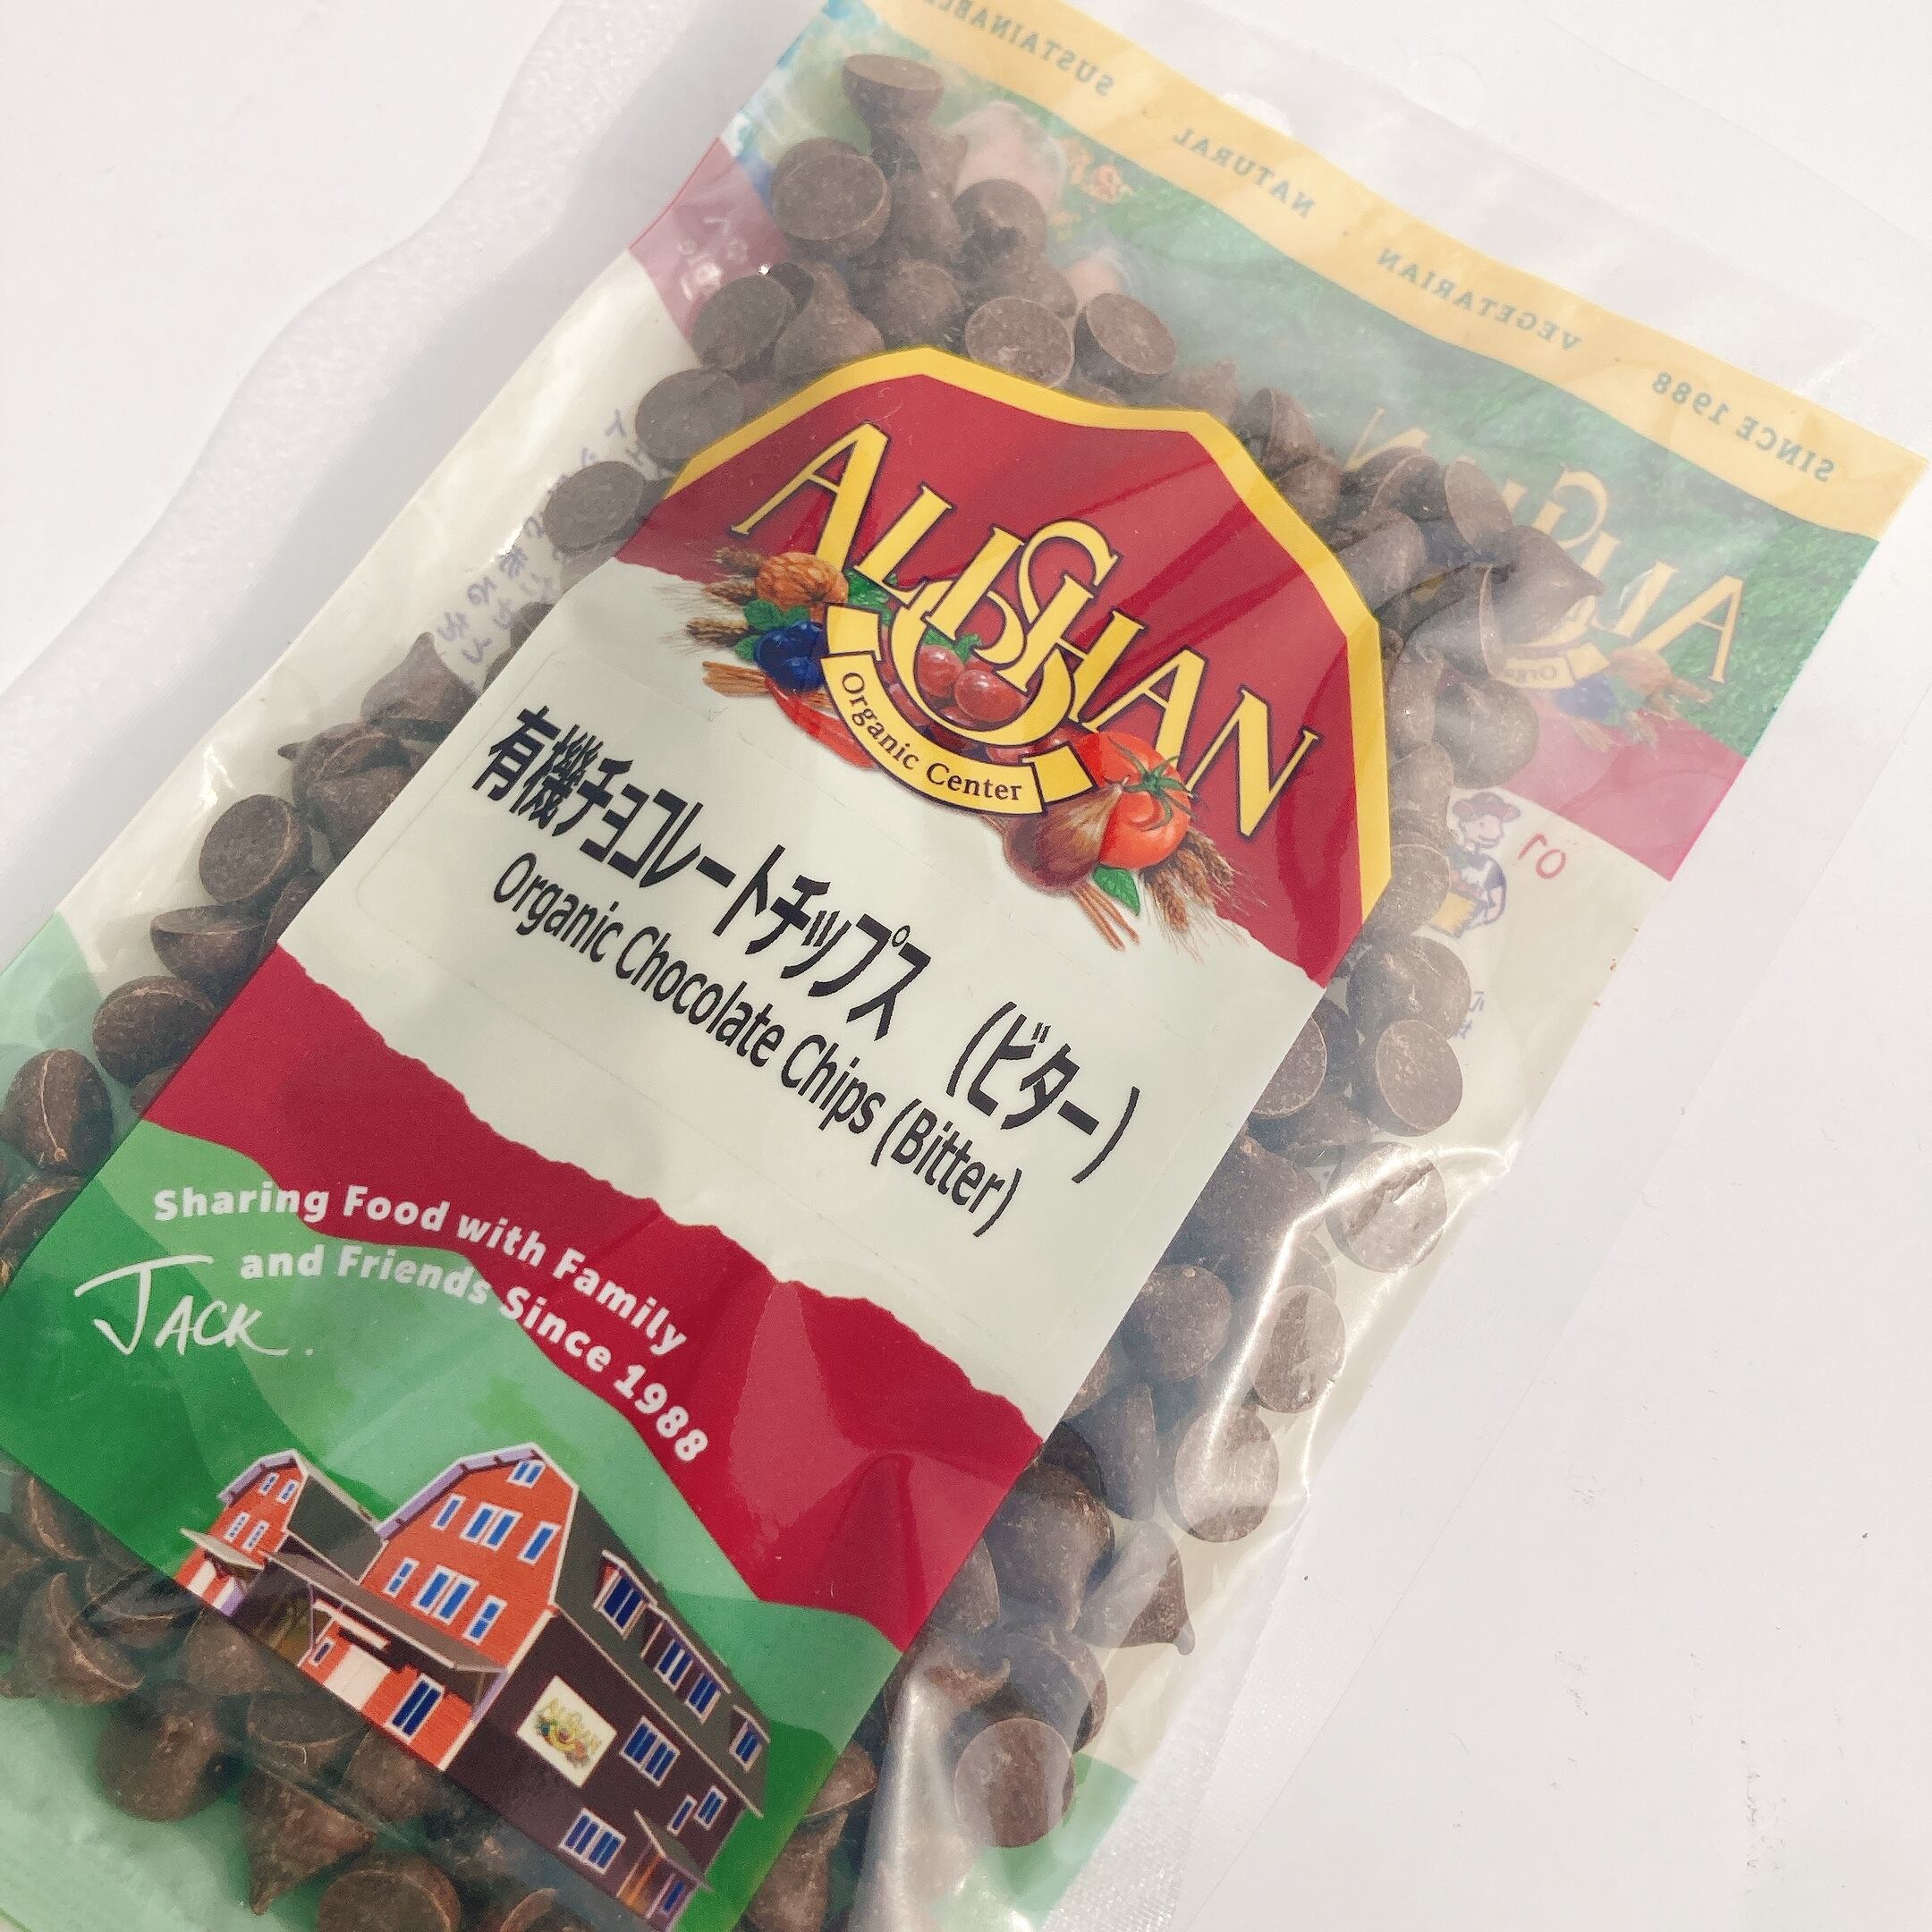 SUSTAINABLE · NATURAL · VEGETARIAN · SINCE 1988
ALISHAN
Organic Center
有機チョコレートチップス （ビター）
Organic Chocolate Chips (Bitter)
Sharing Food with Family
and Friends Since 1988
JACK.
ALISHAN